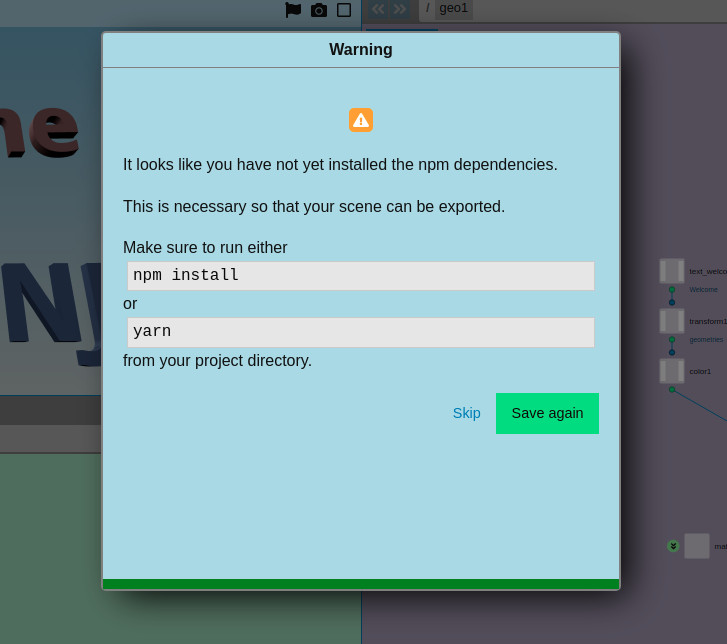 / geo1
Warning
It looks like you have not yet installed the npm dependencies.
This is necessary so that your scene can be exported.
Make sure to run either
npm install
or
yarn
from your project directory.
Skip
Save again
Welcome
transform1
geometries
color1